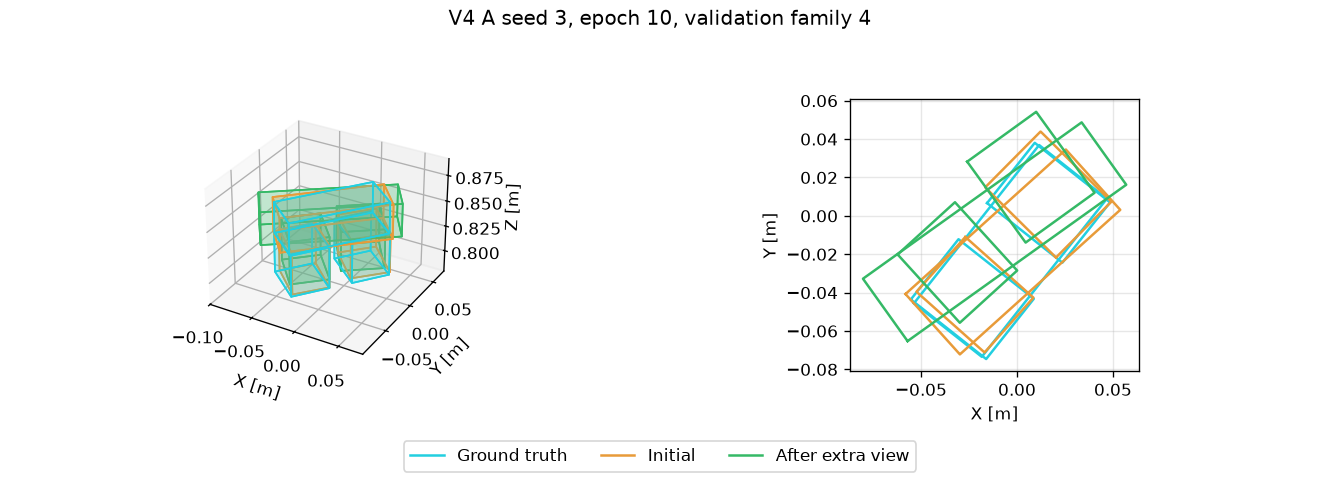 V4 A seed 3, epoch 10, validation family 4
0.875
0.850
0.825
0.800
Z [m]
0.05
0.00
−0.05
Y [m]
−0.10
−0.05
0.00
0.05
X [m]
0.06
0.04
0.02
0.00
−0.02
−0.04
−0.06
−0.08
Y [m]
−0.05
0.00
0.05
X [m]
Ground truth
Initial
After extra view